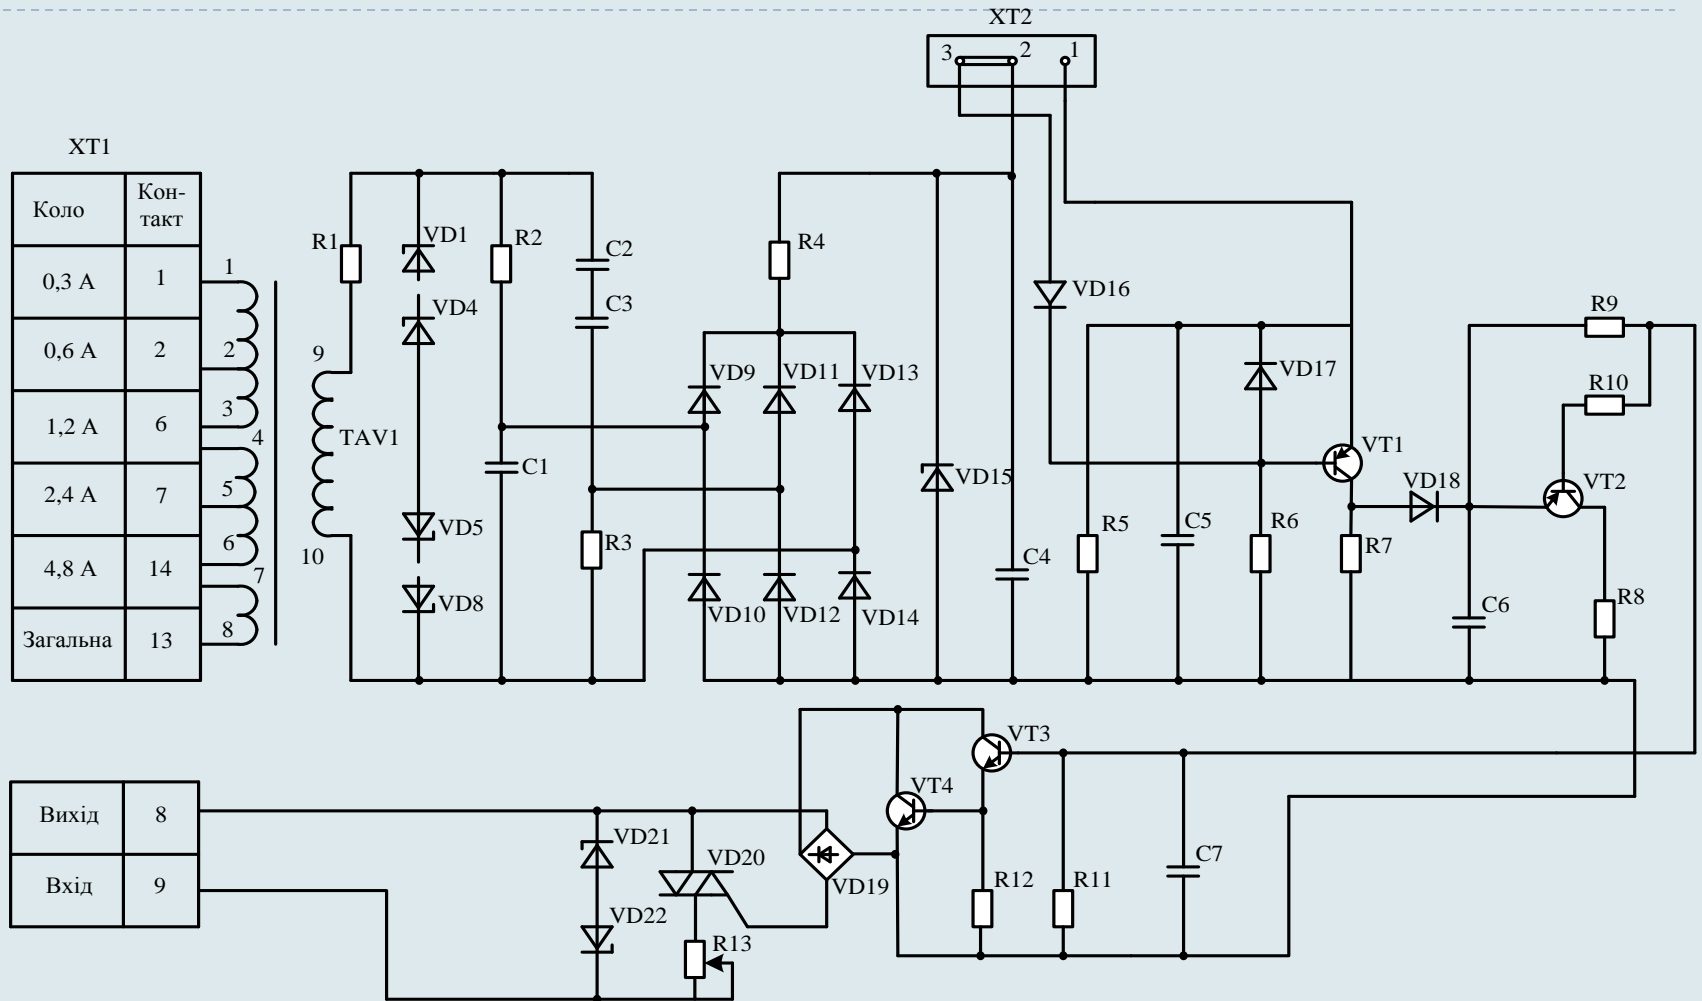 XT2
3 2 1
XT1
Коло
Кон-
такт
0,3 А
1
0,6 А
2
1,2 А
6
2,4 А
7
4,8 А
14
Загальна
13
1
2
3
4
5
6
7
8
9
10
TAV1
R1
VD1
VD4
VD5
VD8
R2
C1
C2
C3
R3
R4
VD9
VD11
VD13
VD10
VD12
VD14
VD15
C4
VD16
R5
C5
VD17
R6
VT1
R7
VD18
R9
R10
VT2
C6
R8
VT3
VT4
VD19
R12
R11
C7
Вихід
8
Вхід
9
VD21
VD22
VD20
R13